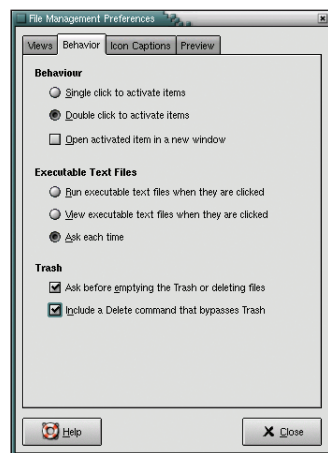 File Management Preferences
Views Behavior Icon Captions Preview
Behaviour
Single click to activate items
Double click to activate items
Open activated item in a new window
Executable Text Files
Run executable text files when they are clicked
View executable text files when they are clicked
Ask each time
Trash
Ask before emptying the Trash or deleting files
Include a Delete command that bypasses Trash
Help Close